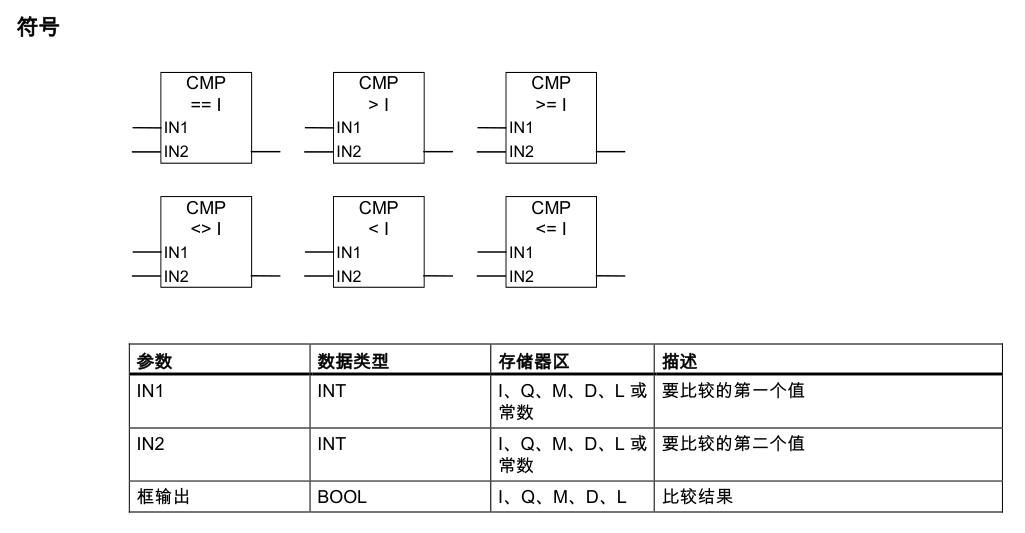 符号
CMP CMP CMP
== I > I >= I
IN1 IN1 IN1
IN2 IN2 IN2
CMP CMP CMP
<> I < I <= I
IN1 IN1 IN1
IN2 IN2 IN2
参数 数据类型 存储器区 描述
IN1 INT I、Q、M、D、L 或 要比较的第一个值
常数
IN2 INT I、Q、M、D、L 或 要比较的第二个值
常数
框输出 BOOL I、Q、M、D、L 比较结果